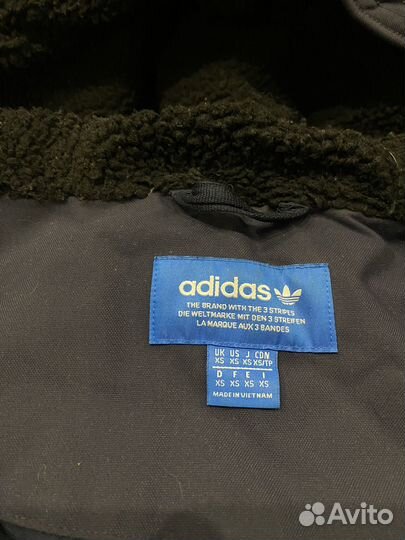 adidas
THE BRAND WITH THE 3 STRIPES
DIE WELTMARKE MIT DEN 3 STREIFEN
LA MARQUE AUX 3 BANDES
UK US J CDN
XS XS XS XS/TP
D F E I
XS XS XS XS
MADE IN VIETNAM
Avito